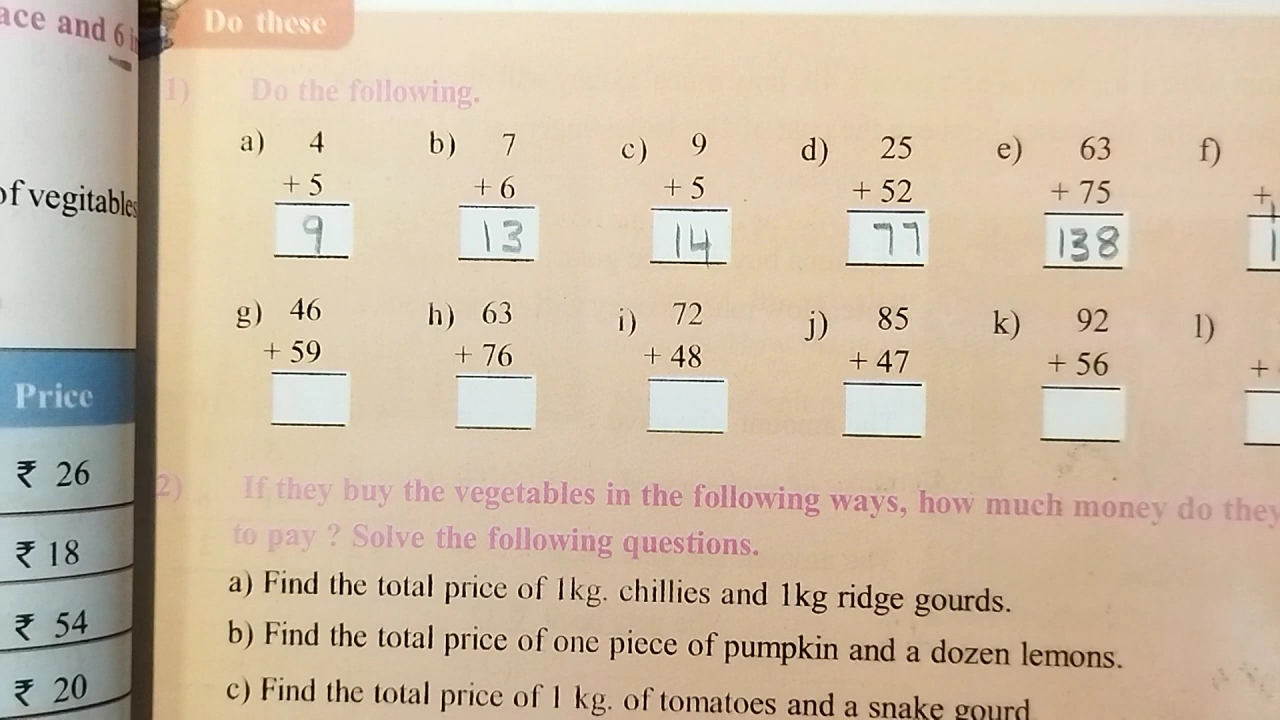 ace and 6 i
of vegitables
Price
₹ 26
₹ 18
₹ 54
₹ 20
Do these
1) Do the following.
a) 4 b) 7 c) 9 d) 25 e) 63 f)
+ 5 + 6 + 5 + 52 + 75 +
9 13 14 77 138 1
g) 46 h) 63 i) 72 j) 85 k) 92 l)
+ 59 + 76 + 48 + 47 + 56 +
2) If they buy the vegetables in the following ways, how much money do they
to pay ? Solve the following questions.
a) Find the total price of 1kg. chillies and 1kg ridge gourds.
b) Find the total price of one piece of pumpkin and a dozen lemons.
c) Find the total price of 1 kg. of tomatoes and a snake gourd